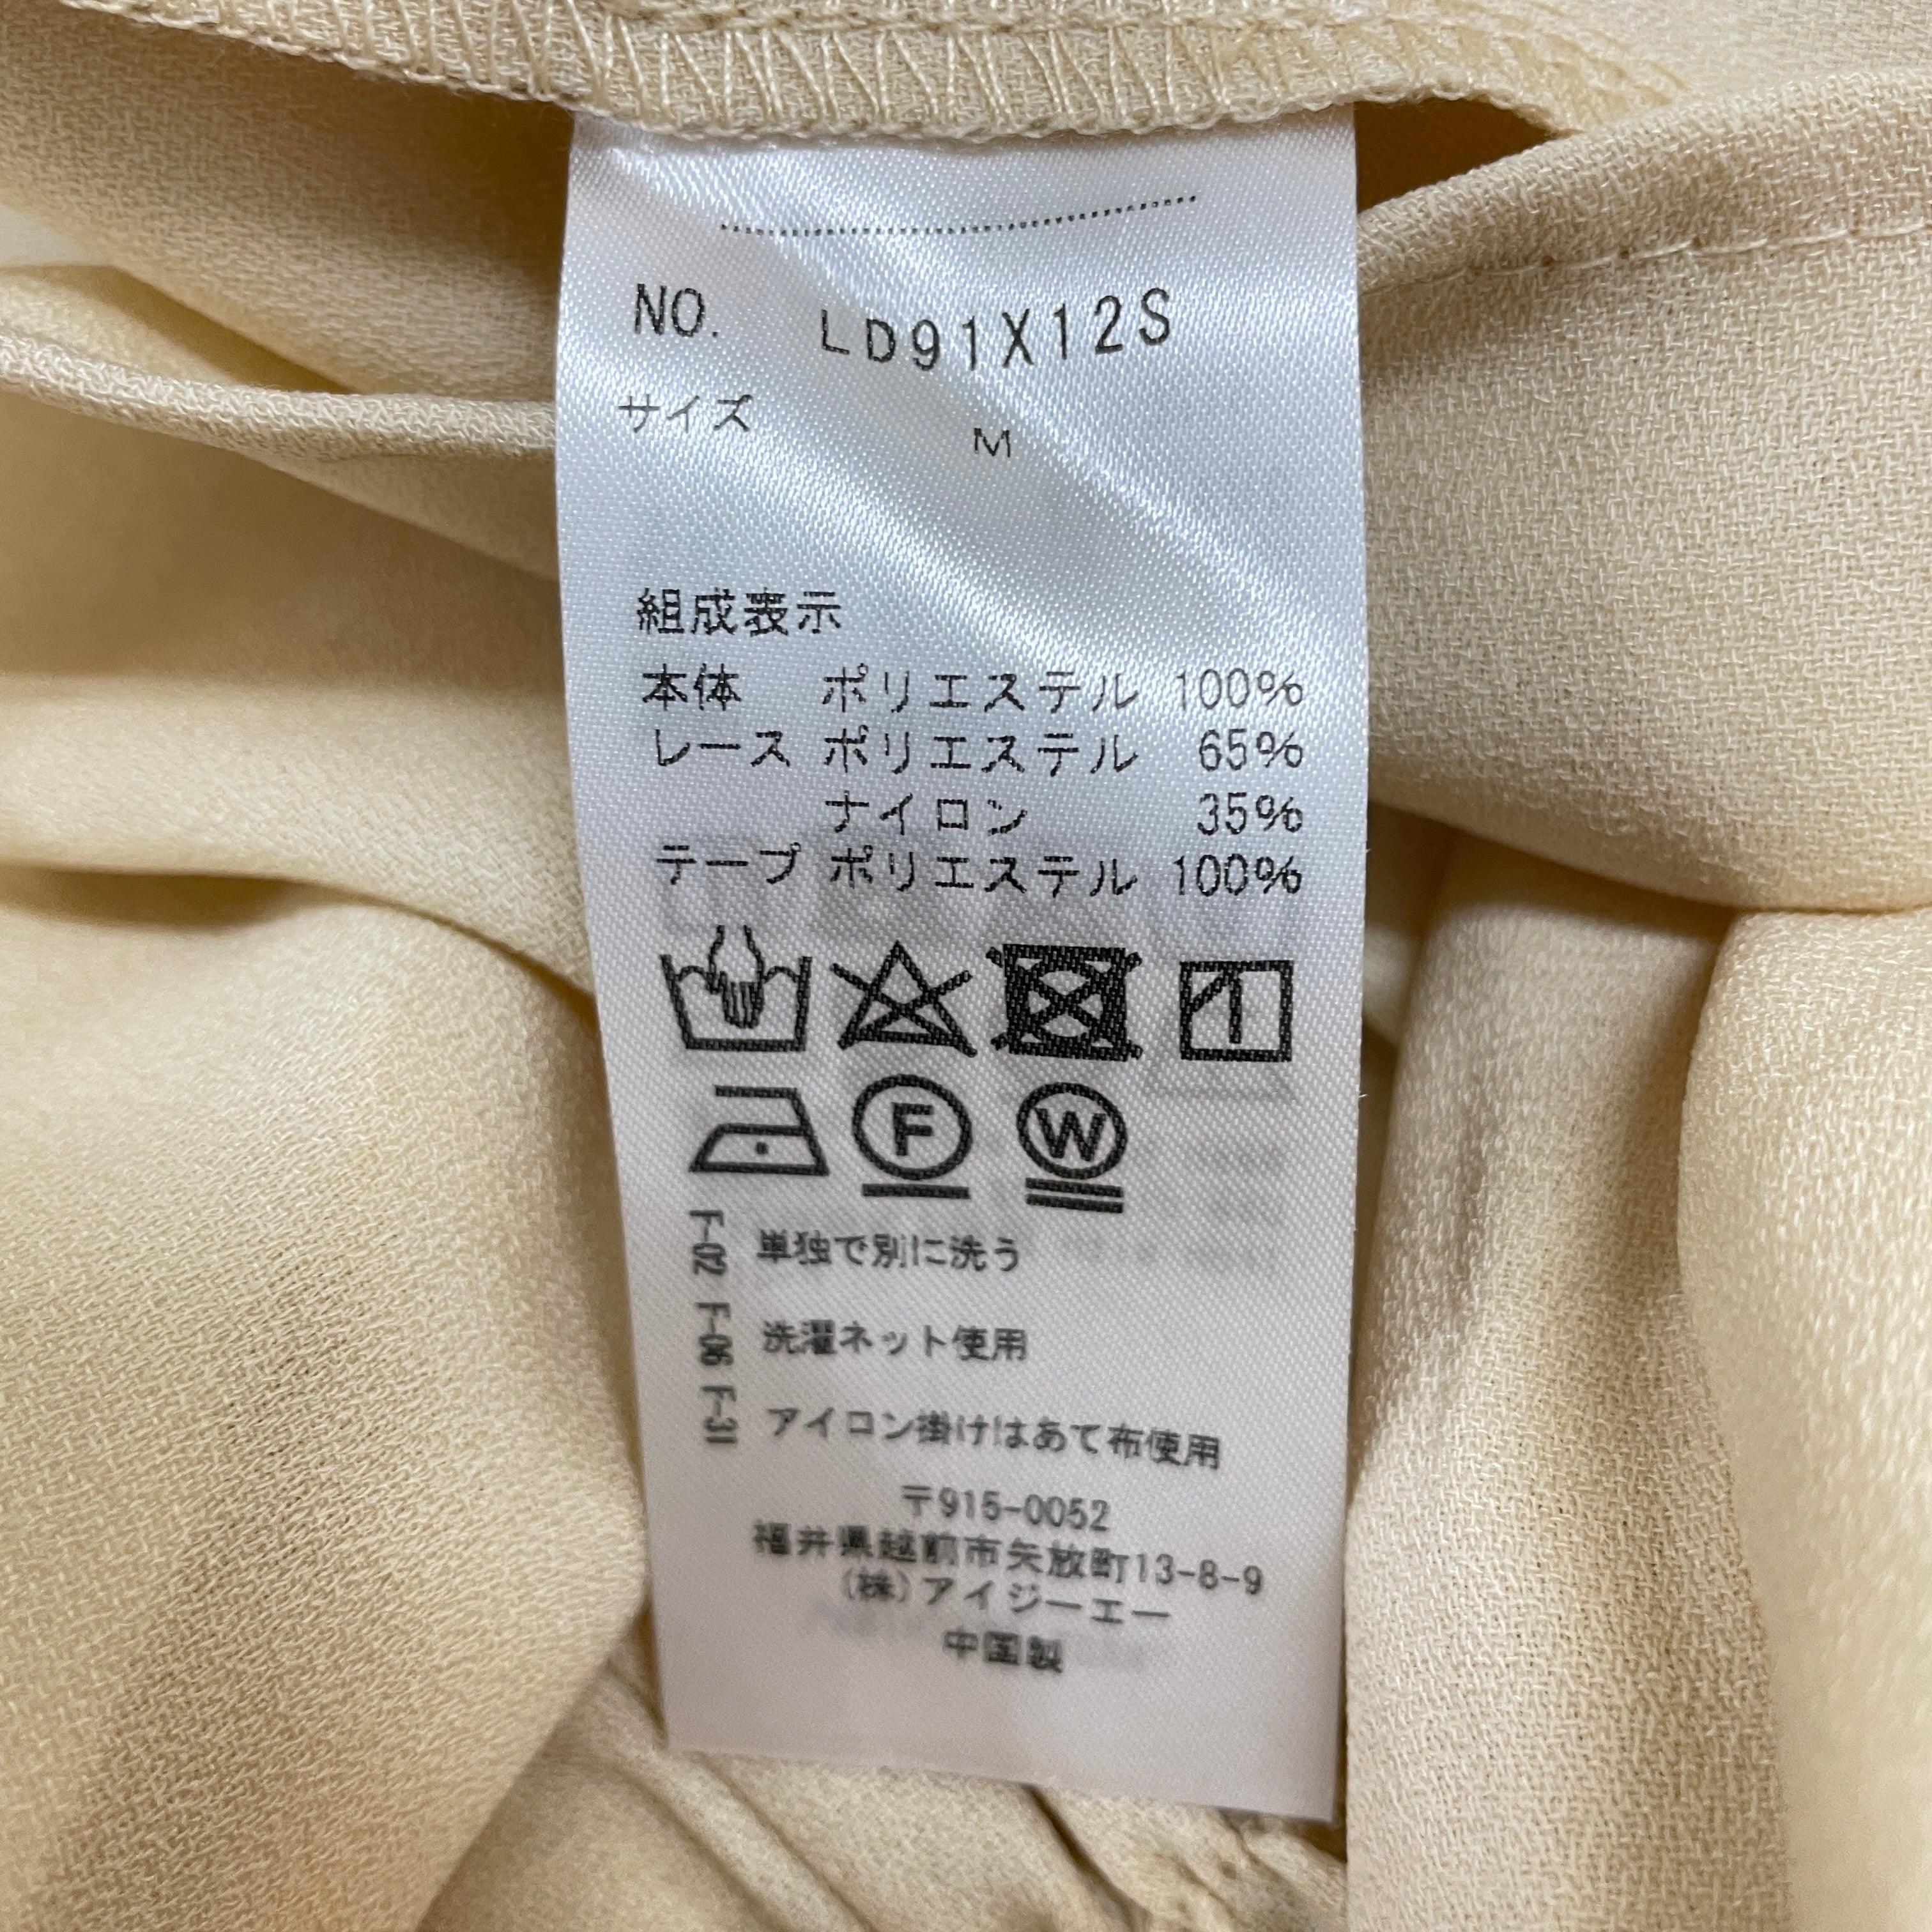 NO. LD91X12S
サイズ M
組成表示
本体 ポリエステル 100%
レース ポリエステル 65%
ナイロン 35%
テープ ポリエステル 100%
F
W
F-02 F-06 F-31
単独で別に洗う
洗濯ネット使用
アイコン掛けはあて布使用
〒915-0052
福井県越前市矢放町13-8-9
(株)アイジーエー
中国製